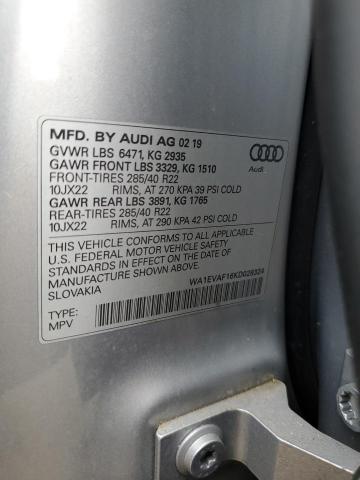 MFD. BY AUDI AG 02 19
GVWR LBS 6471, KG 2935
GAWR FRONT LBS 3329, KG 1510
FRONT-TIRES 285/40 R22
10JX22 RIMS, AT 270 KPA 39 PSI COLD
GAWR REAR LBS 3891, KG 1765
REAR-TIRES 285/40 R22
10JX22 RIMS, AT 290 KPA 42 PSI COLD
THIS VEHICLE CONFORMS TO ALL APPLICABLE
U.S. FEDERAL MOTOR VEHICLE SAFETY
STANDARDS IN EFFECT ON THE DATE OF
MANUFACTURE SHOWN ABOVE.
SLOVAKIA
WA1EVAF16KD028324
TYPE:
MPV